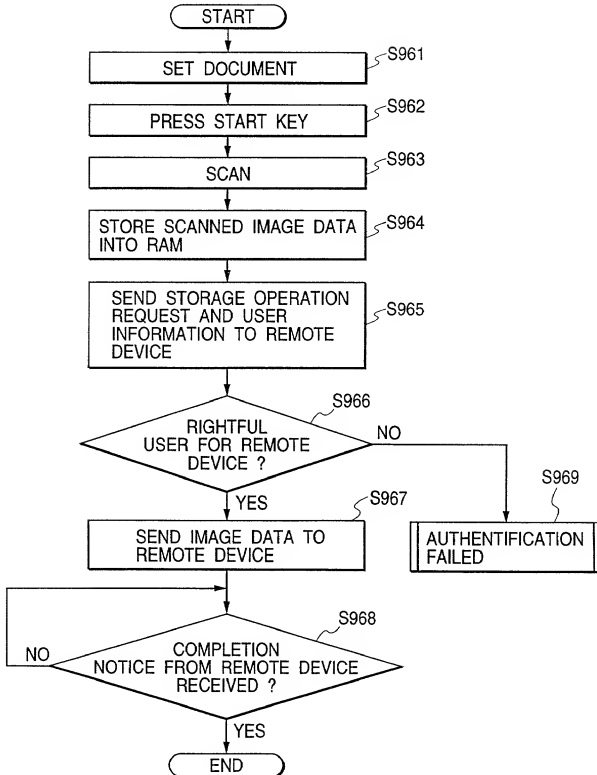 START
S961
SET DOCUMENT
S962
PRESS START KEY
S963
SCAN
S964
STORE SCANNED IMAGE DATA
INTO RAM
S965
SEND STORAGE OPERATION
REQUEST AND USER
INFORMATION TO REMOTE
DEVICE
S966
RIGHTFUL
USER FOR REMOTE
DEVICE ?
NO
YES
S967
SEND IMAGE DATA TO
REMOTE DEVICE
S969
AUTHENTIFICATION
FAILED
S968
COMPLETION
NOTICE FROM REMOTE DEVICE
RECEIVED ?
NO
YES
END